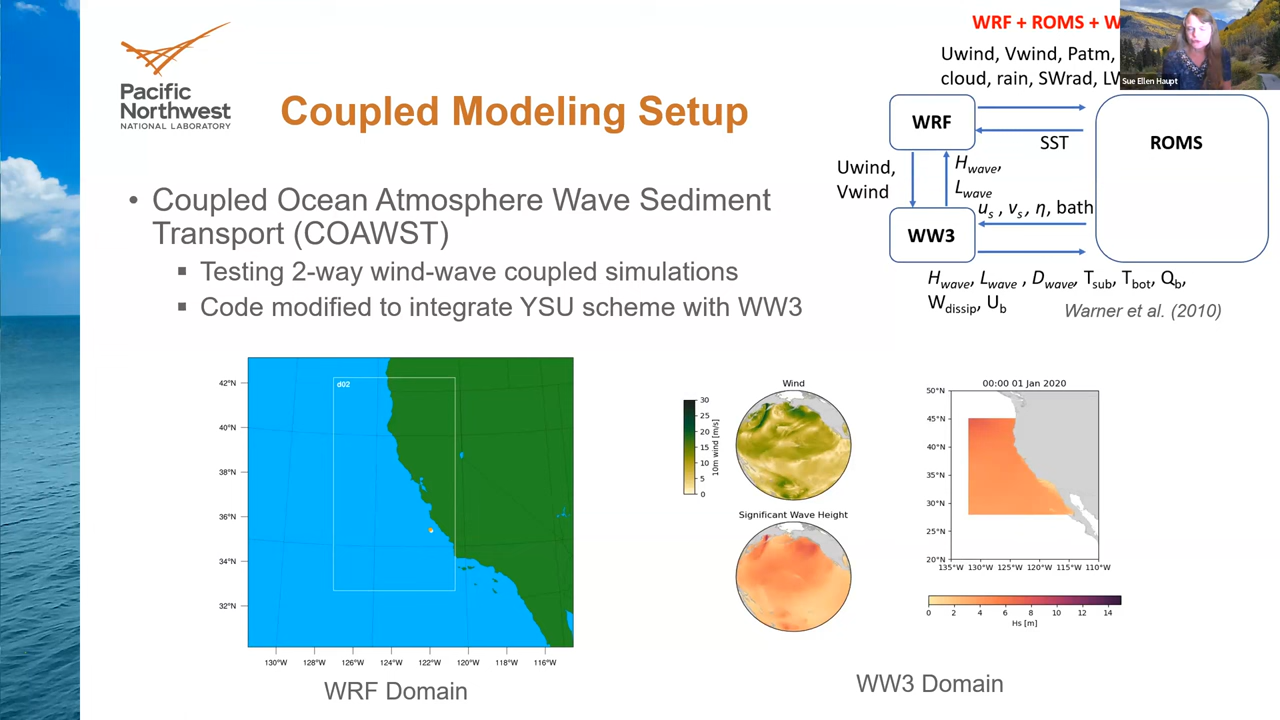 Pacific
Northwest
NATIONAL LABORATORY
Coupled Modeling Setup
• Coupled Ocean Atmosphere Wave Sediment
Transport (COAWST)
▪ Testing 2-way wind-wave coupled simulations
▪ Code modified to integrate YSU scheme with WW3
WRF + ROMS + W
Uwind, Vwind, Patm,
cloud, rain, SWrad, LW
Sue Ellen Haupt
WRF
ROMS
SST
Uwind,
Vwind
Hwave,
Lwave
us , vs, η, bath
WW3
Hwave, Lwave , Dwave, Tsub, Tbot, Qb,
Wdissip, Ub
Warner et al. (2010)
d02
42°N
40°N
38°N
36°N
34°N
32°N
130°W 128°W 126°W 124°W 122°W 120°W 118°W 116°W
WRF Domain
Wind
30
25
20
15
10
5
0
10m wind [m/s]
Significant Wave Height
00:00 01 Jan 2020
50°N
45°N
40°N
35°N
30°N
25°N
20°N
135°W 130°W 125°W 120°W 115°W 110°W
0 2 4 6 8 10 12 14
Hs [m]
WW3 Domain